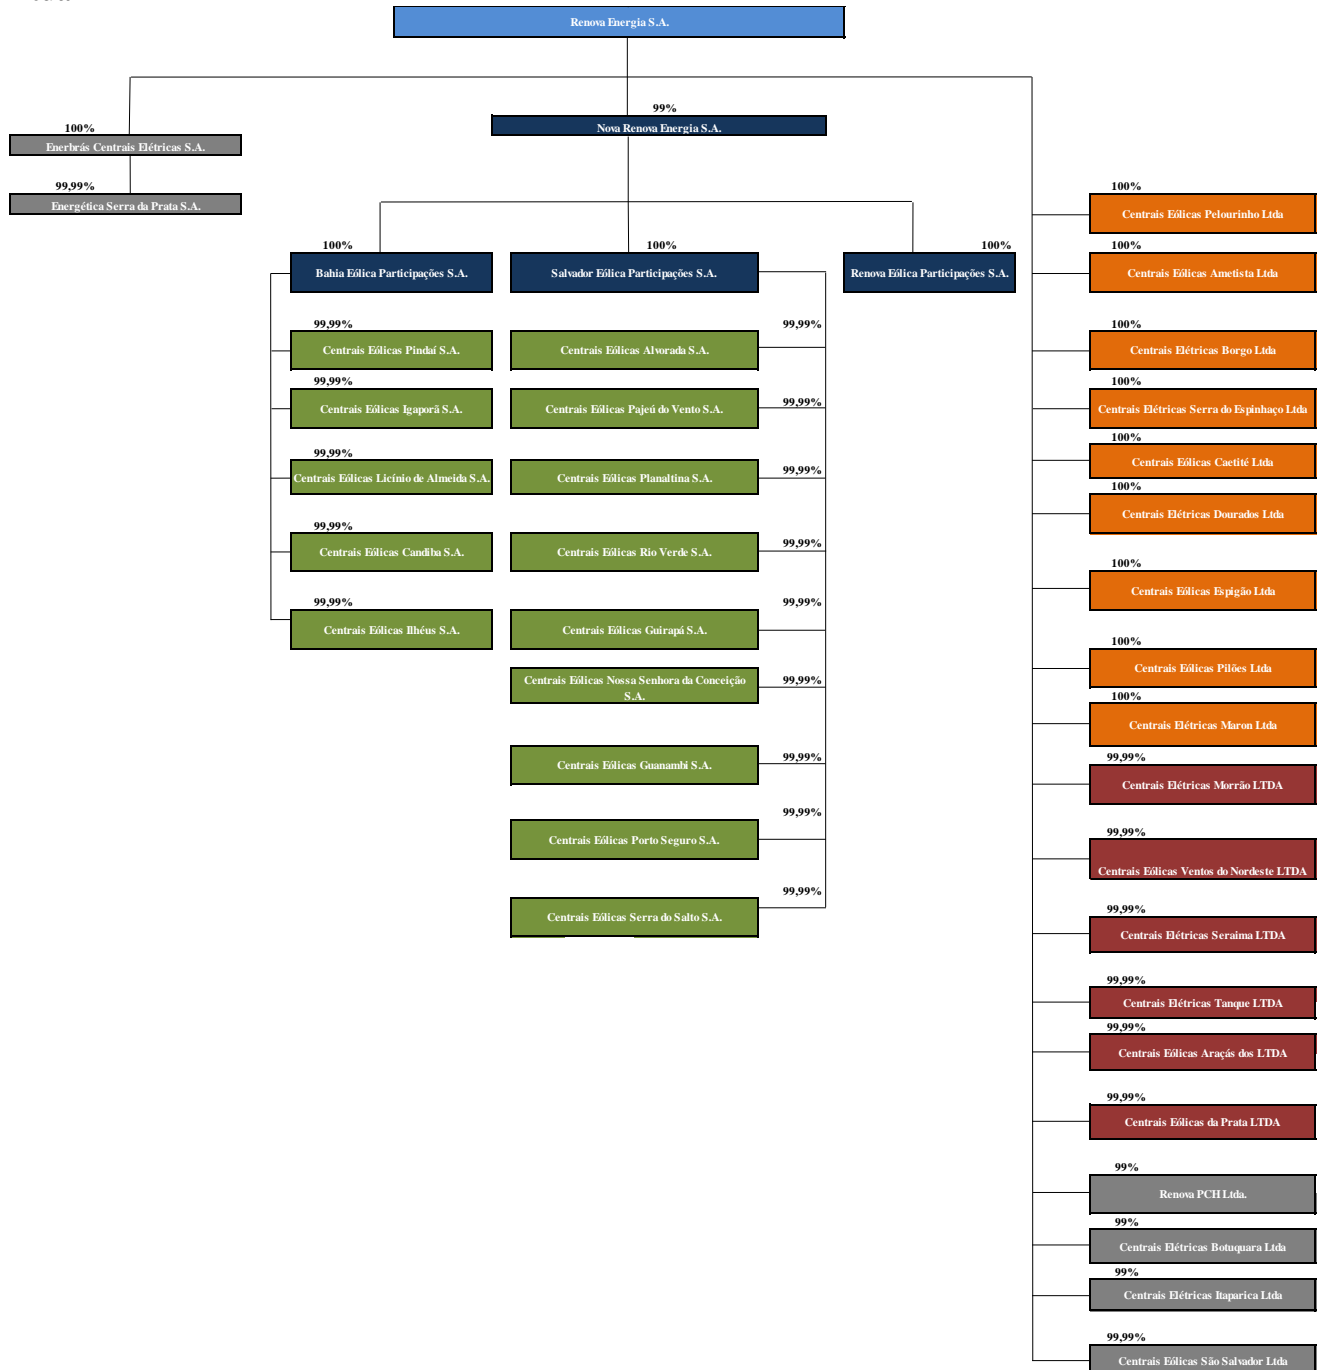 Renova Energia S.A.
99%
Nova Renova Energia S.A.
100%
Enerbrás Centrais Elétricas S.A.
99,99%
Energética Serra da Prata S.A.
100%
Bahia Eólica Participações S.A.
99,99%
Centrais Eólicas Pindaí S.A.
99,99%
Centrais Eólicas Igaporã S.A.
99,99%
Centrais Eólicas Licínio de Almeida S.A.
99,99%
Centrais Eólicas Candiba S.A.
99,99%
Centrais Eólicas Ilhéus S.A.
100%
Salvador Eólica Participações S.A.
99,99%
Centrais Eólicas Alvorada S.A.
99,99%
Centrais Eólicas Pajeú do Vento S.A.
99,99%
Centrais Eólicas Planaltina S.A.
99,99%
Centrais Eólicas Rio Verde S.A.
99,99%
Centrais Eólicas Guirapá S.A.
99,99%
Centrais Eólicas Nossa Senhora da Conceição
S.A.
99,99%
Centrais Eólicas Guanambi S.A.
99,99%
Centrais Eólicas Porto Seguro S.A.
99,99%
Centrais Eólicas Serra do Salto S.A.
100%
Renova Eólica Participações S.A.
100%
Centrais Eólicas Pelourinho Ltda
100%
Centrais Eólicas Ametista Ltda
100%
Centrais Elétricas Borgo Ltda
100%
Centrais Elétricas Serra do Espinhaço Ltda
100%
Centrais Eólicas Caetité Ltda
100%
Centrais Elétricas Dourados Ltda
100%
Centrais Eólicas Espigão Ltda
100%
Centrais Eólicas Pilões Ltda
100%
Centrais Elétricas Maron Ltda
99,99%
Centrais Elétricas Morrão LTDA
99,99%
Centrais Eólicas Ventos do Nordeste LTDA
99,99%
Centrais Elétricas Seraima LTDA
99,99%
Centrais Elétricas Tanque LTDA
99,99%
Centrais Eólicas Araçás dos LTDA
99,99%
Centrais Eólicas da Prata LTDA
99%
Renova PCH Ltda.
99%
Centrais Elétricas Botuquara Ltda
99%
Centrais Elétricas Itaparica Ltda
99,99%
Centrais Eólicas São Salvador Ltda